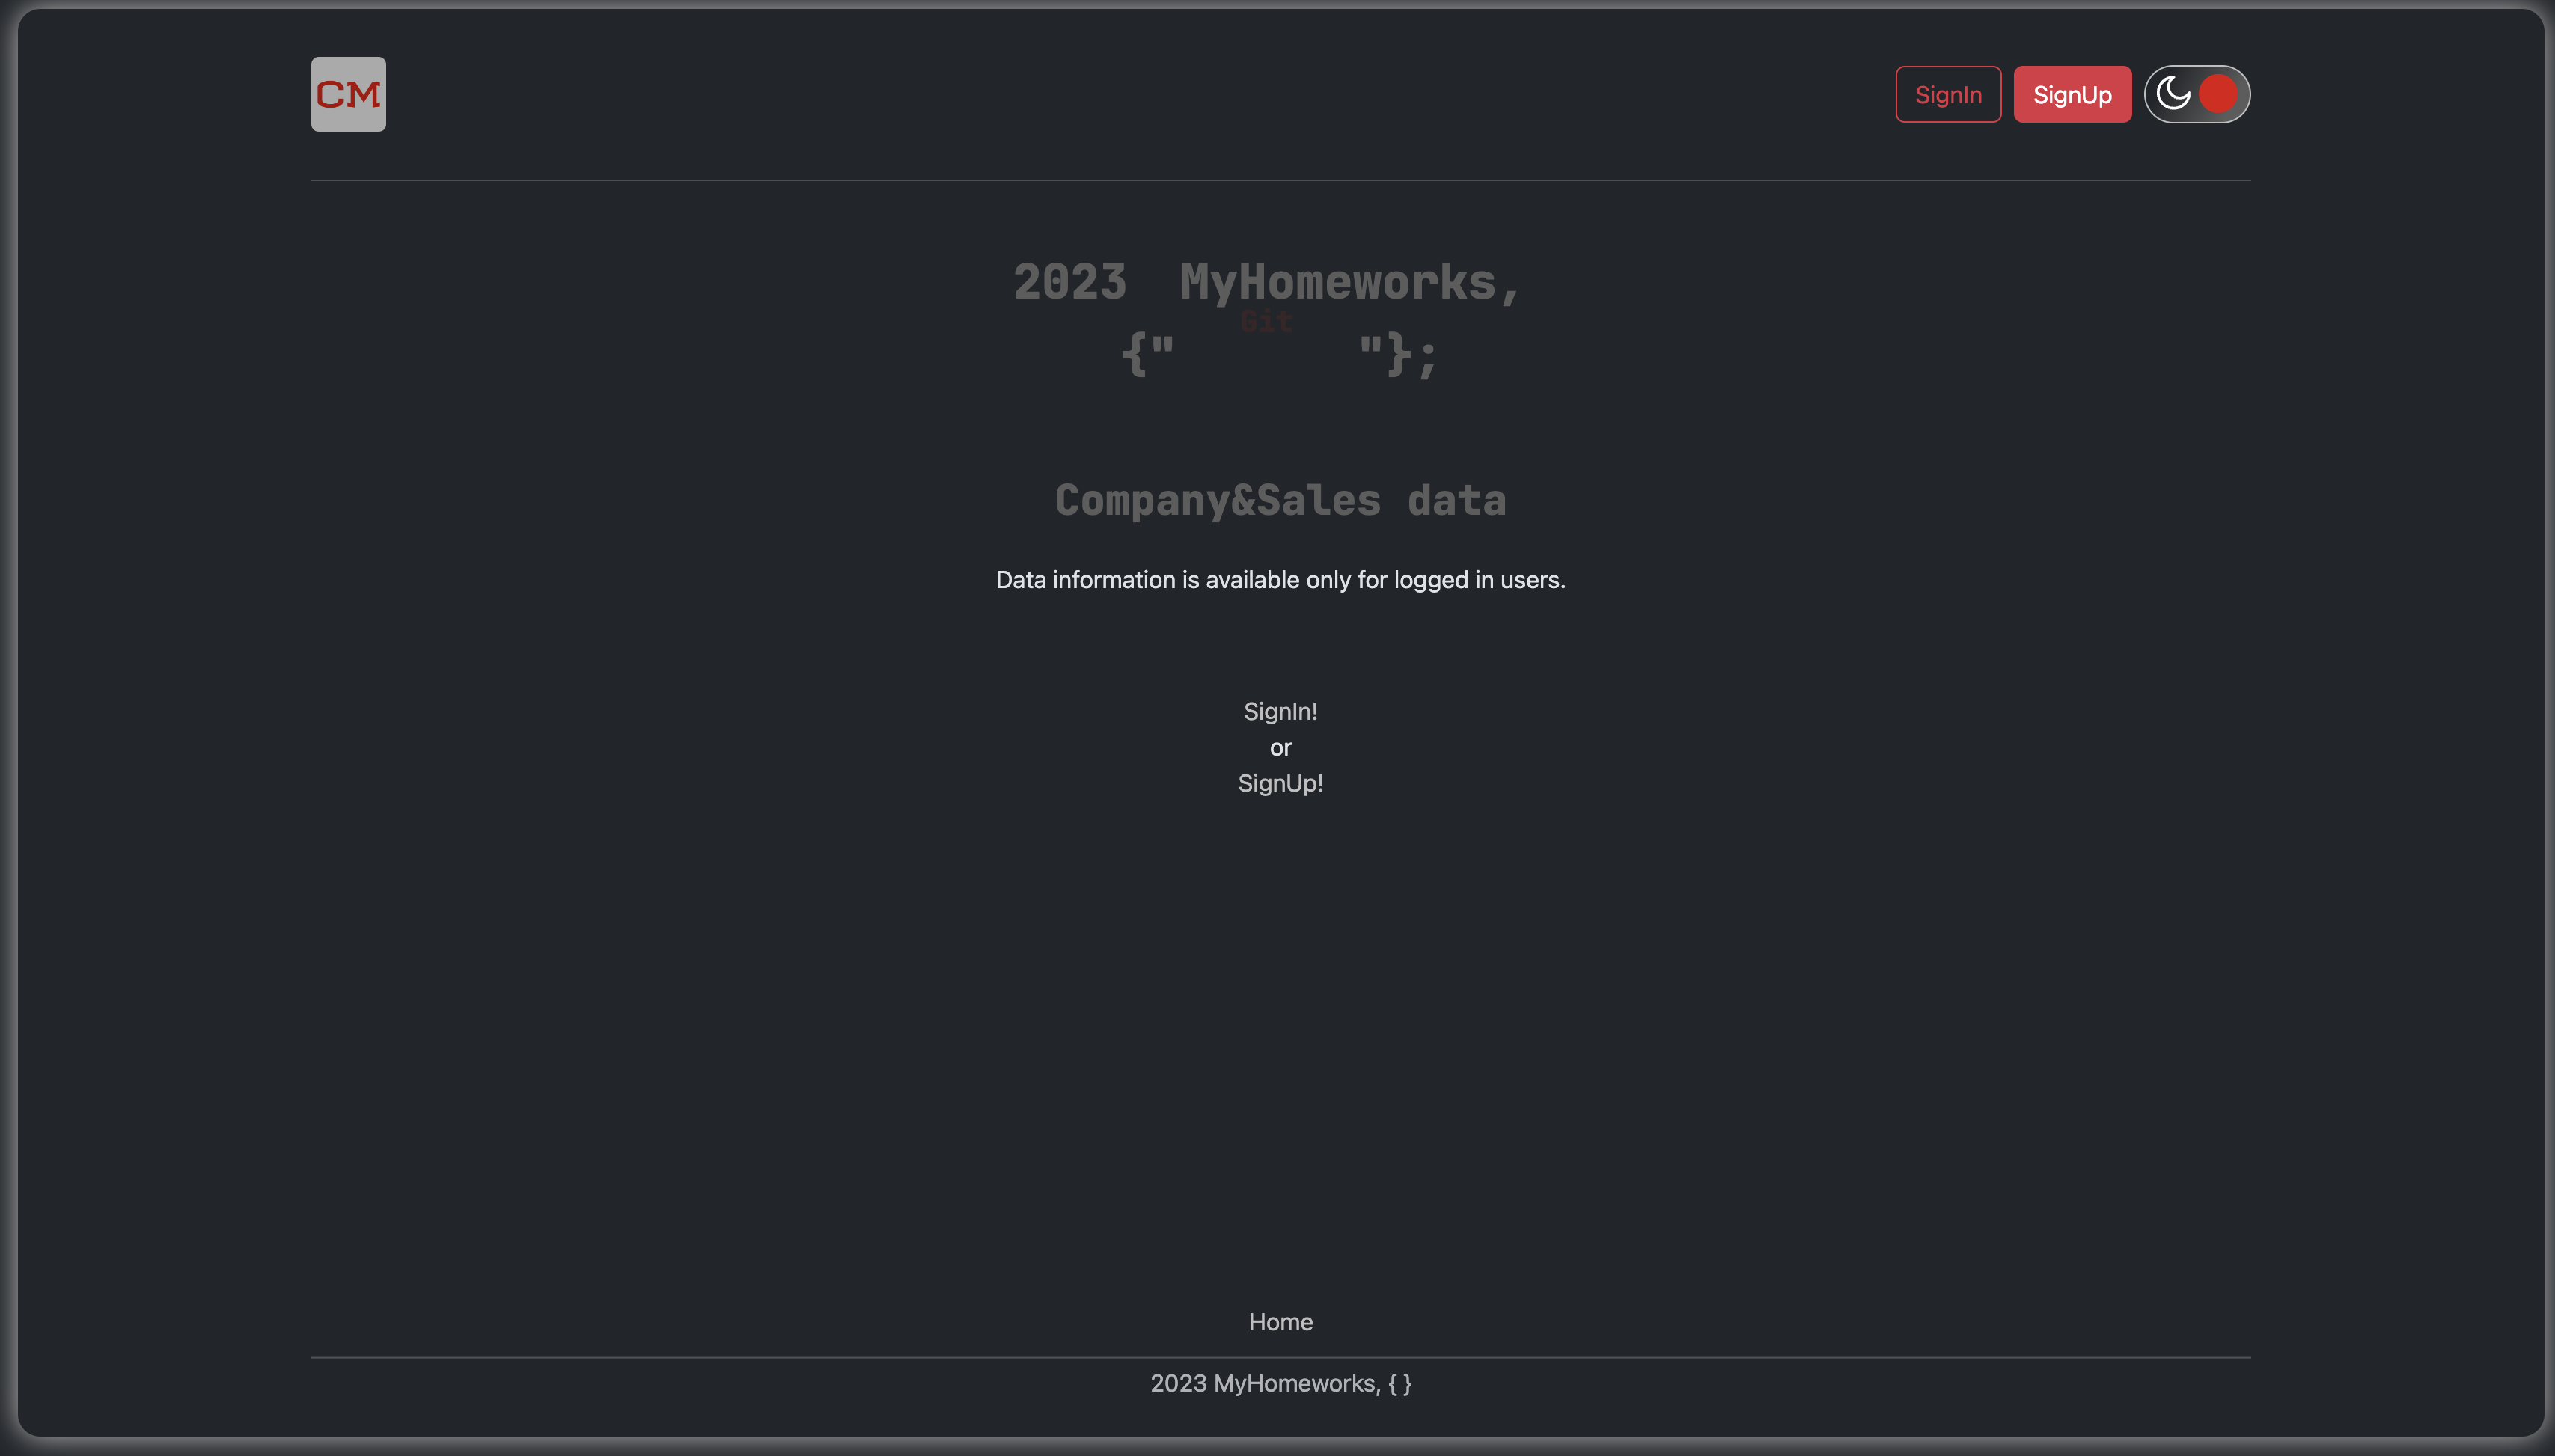 CM
SignIn
SignUp
2023 MyHomeworks,
Git
{" "};
Company&Sales data
Data information is available only for logged in users.
SignIn!
or
SignUp!
Home
2023 MyHomeworks, { }